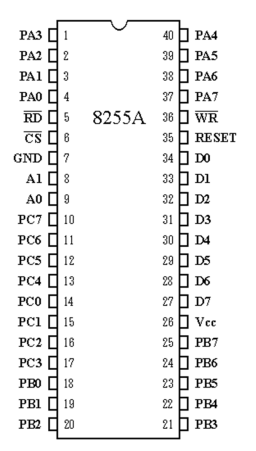 PA3 1 40 PA4
PA2 2 39 PA5
PA1 3 38 PA6
PA0 4 37 PA7
RD 5 8255A 36 WR
CS 6 35 RESET
GND 7 34 D0
A1 8 33 D1
A0 9 32 D2
PC7 10 31 D3
PC6 11 30 D4
PC5 12 29 D5
PC4 13 28 D6
PC0 14 27 D7
PC1 15 26 Vcc
PC2 16 25 PB7
PC3 17 24 PB6
PB0 18 23 PB5
PB1 19 22 PB4
PB2 20 21 PB3